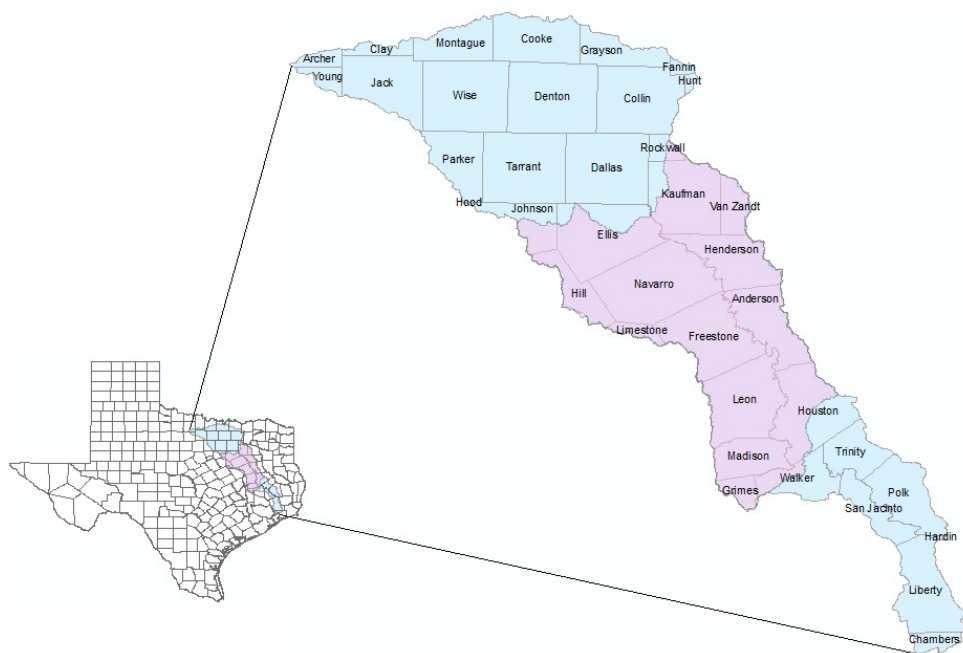 Cooke
Montague
Clay
Grayson
Archer
Fannin
Young
Jack
Hunt
Wise
Denton
Collin
Rockwall
Parker
Tarrant
Dallas
Kaufman
Hood
Johnson
Van Zandt
Ellis
Henderson
Navarro
Hill
Anderson
Limestone
Freestone
Leon
Houston
Trinity
Madison
Walker
Grimes
Polk
San Jacinto
Hardin
Liberty
Chambers